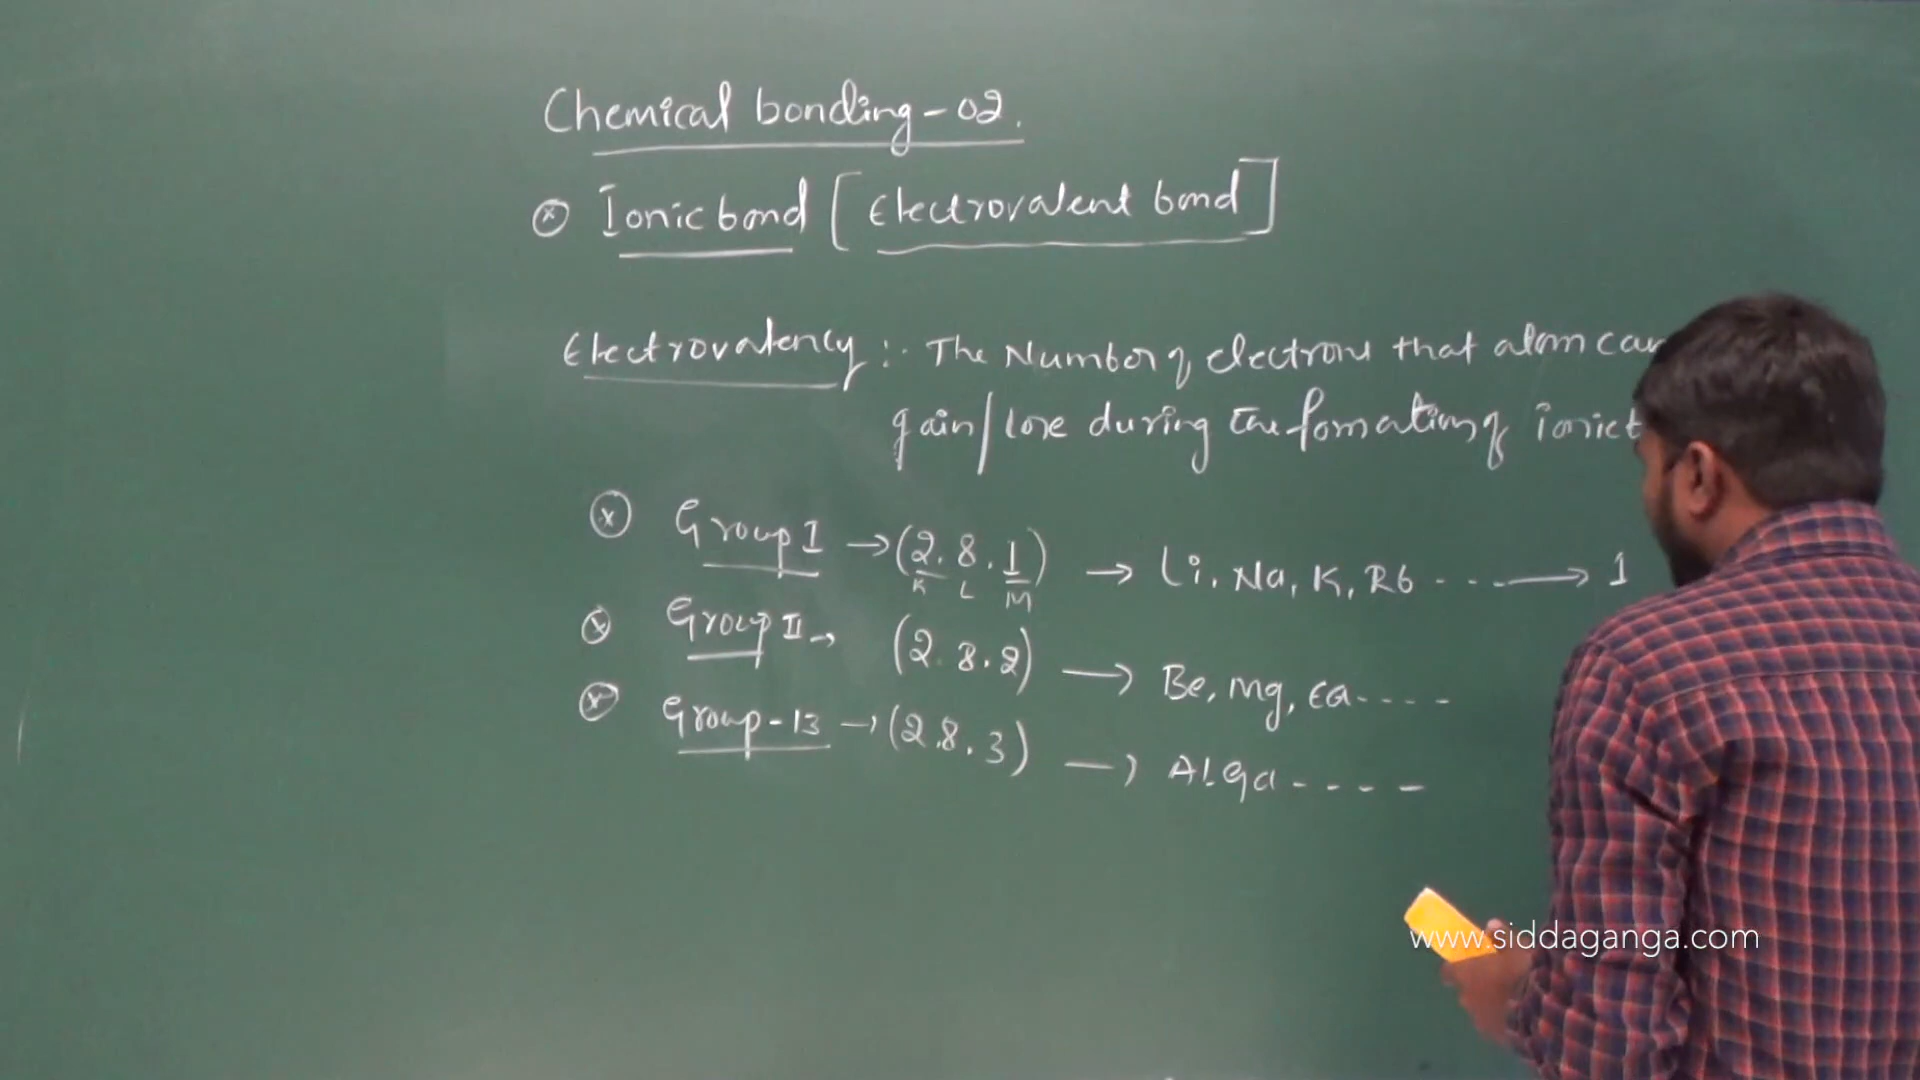 Chemical bonding-02.
Ionic bond [Electrovalent bond]
Electrovalency :- The Number of electrons that atom can
gain/lose during the formation of ionic
Group I → (2.8.1) → Li, Na, K, Rb ----→ 1
K L M
Group II → (2.8.2) → Be, Mg, Ca----
Group-13 → (2.8.3) → Al Ga ----
www.siddaganga.com